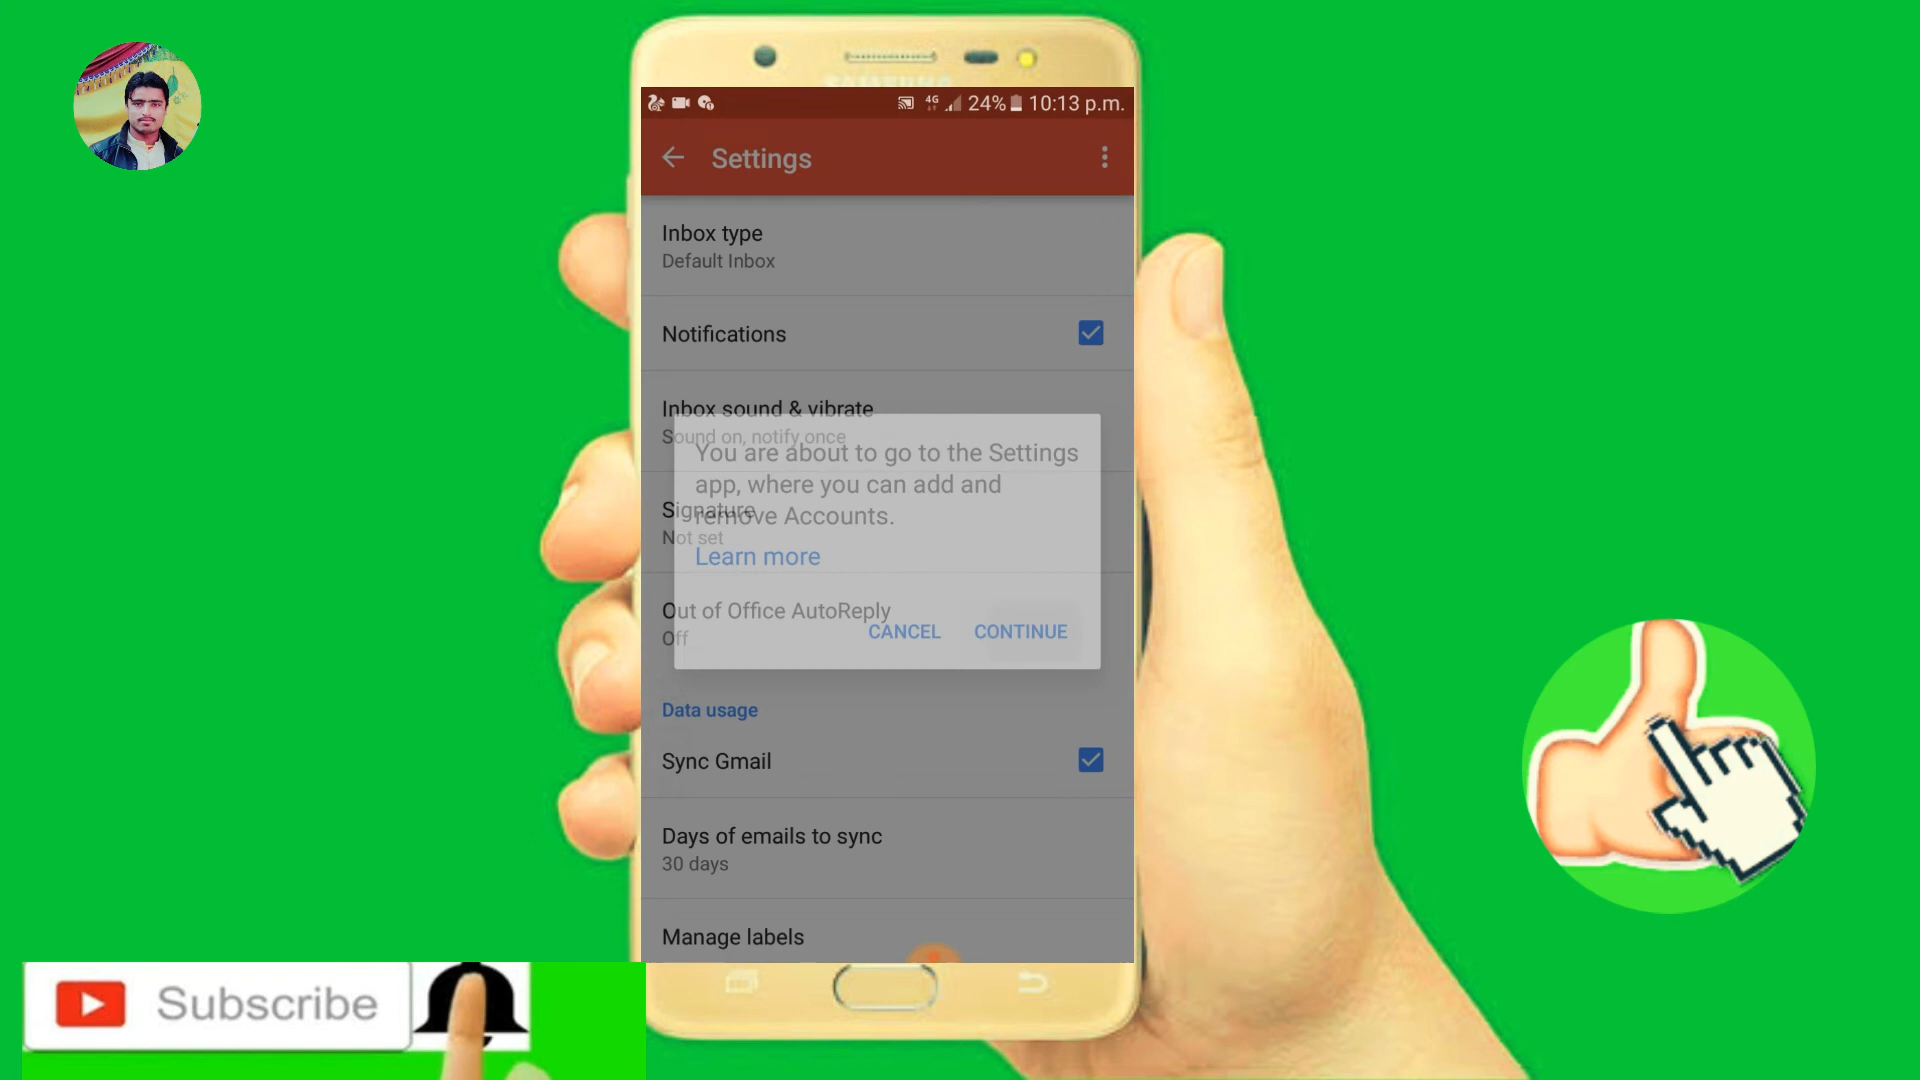 SAMSUNG
4G 24% 10:13 p.m.
Settings
Inbox type
Default Inbox
Notifications
Inbox sound & vibrate
Sound on, notify once
You are about to go to the Settings
app, where you can add and
remove Accounts.
Learn more
Signature
Not set
Out of Office AutoReply
Off
CANCEL CONTINUE
Data usage
Sync Gmail
Days of emails to sync
30 days
Manage labels
Subscribe